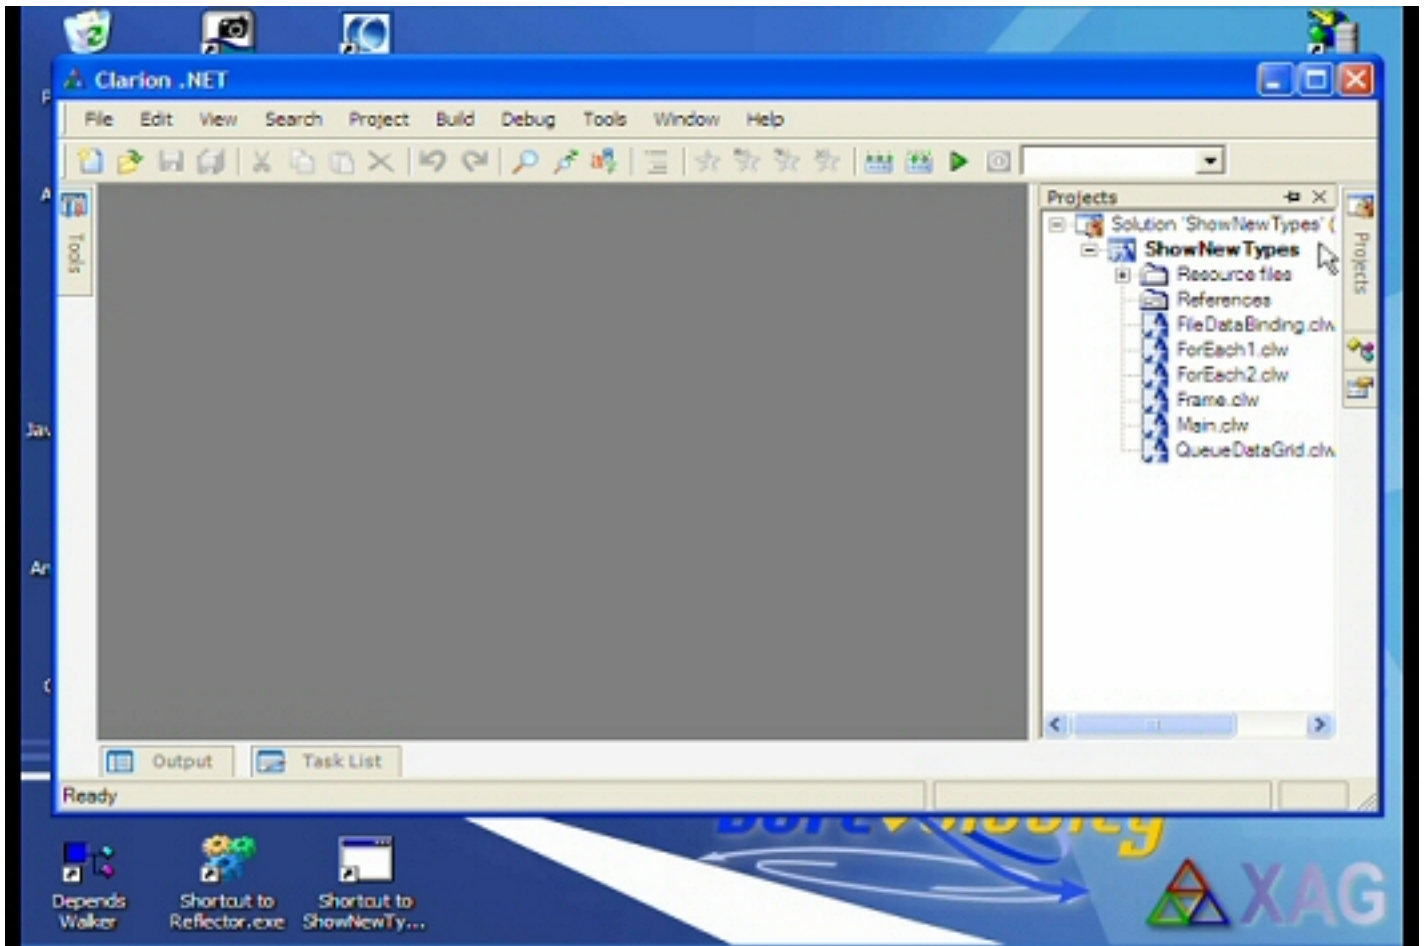 Clarion .NET
File Edit View Search Project Build Debug Tools Window Help
Tools
Projects
Solution 'ShowNewTypes' (
ShowNewTypes
Resource files
References
FileDataBinding.clw
ForEach1.clw
ForEach2.clw
Frame.clw
Main.clw
QueueDataGrid.clw
Projects
Output Task List
Ready
Depends
Walker
Shortcut to
Reflector.exe
Shortcut to
ShowNewTy...
XAG